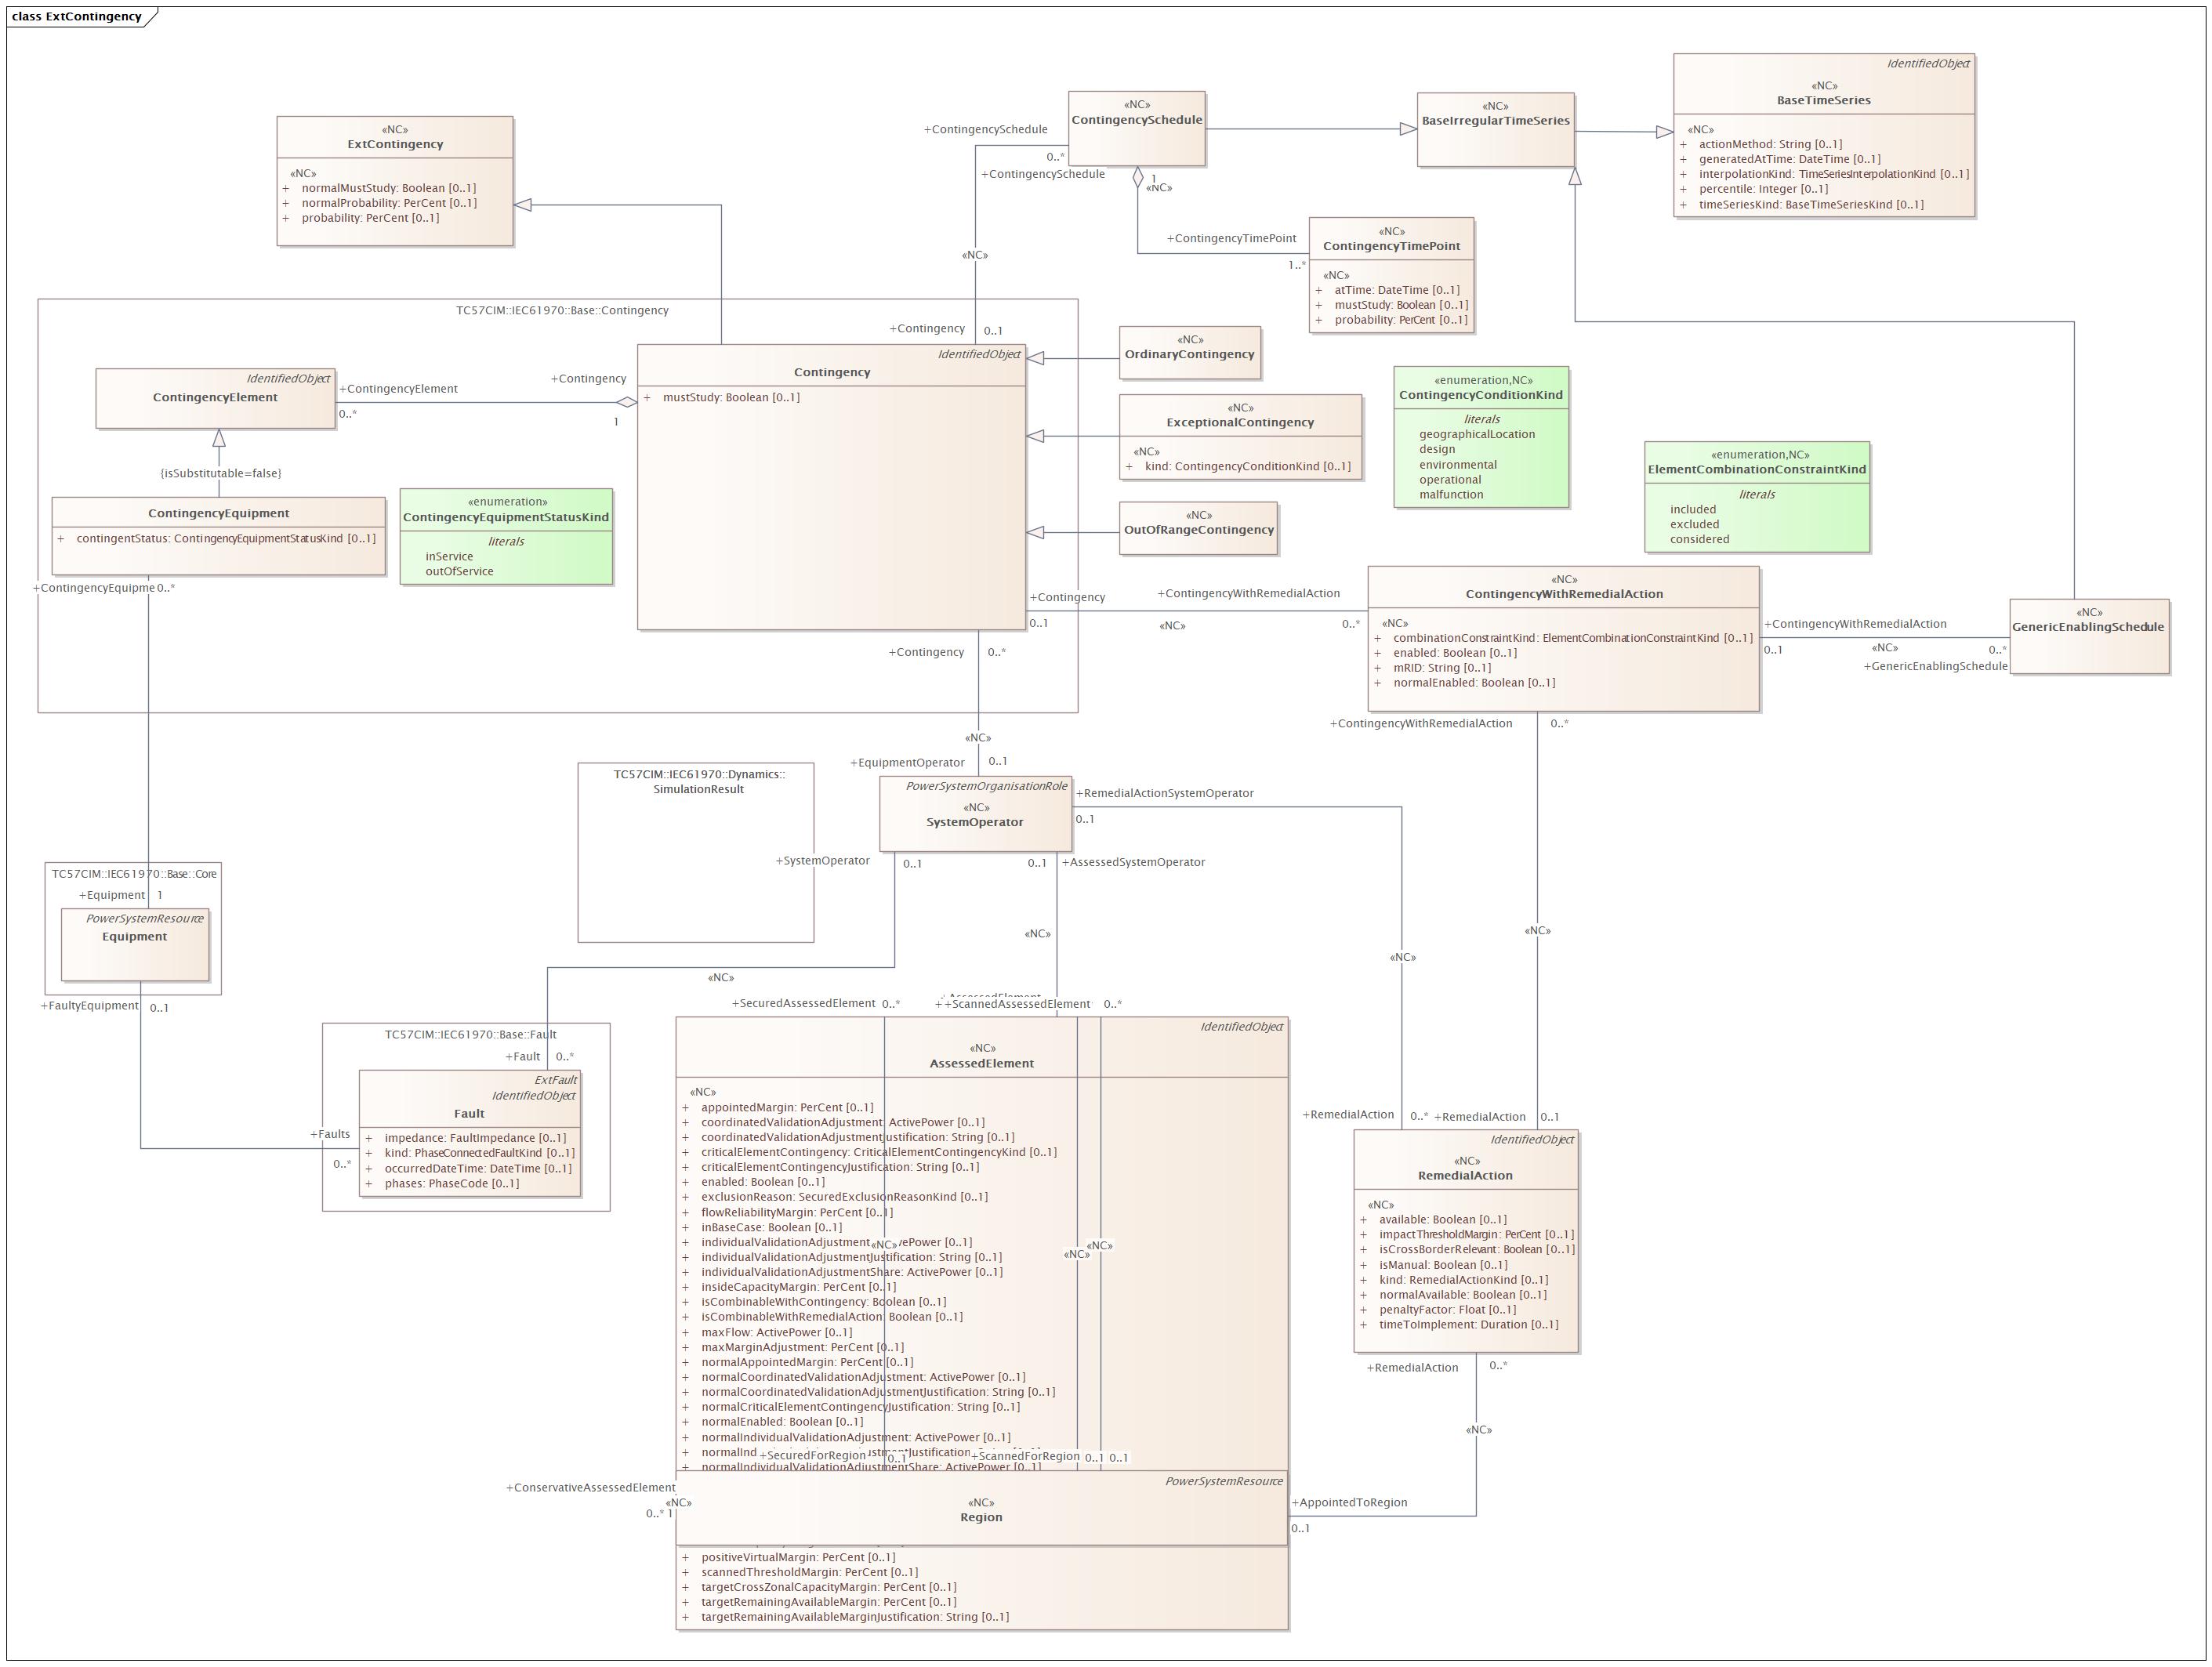 class ExtContingency
IdentifiedObject
«NC»
BaseTimeSeries
«NC»
+ actionMethod: String [0..1]
+ generatedAtTime: DateTime [0..1]
+ interpolationKind: TimeSeriesInterpolationKind [0..1]
+ percentile: Integer [0..1]
+ timeSeriesKind: BaseTimeSeriesKind [0..1]
«NC»
ContingencySchedule
«NC»
BaseIrregularTimeSeries
«NC»
ExtContingency
«NC»
+ normalMustStudy: Boolean [0..1]
+ normalProbability: PerCent [0..1]
+ probability: PerCent [0..1]
+ContingencySchedule
0..*
+ContingencySchedule
1
«NC»
+ContingencyTimePoint
1..*
«NC»
«NC»
ContingencyTimePoint
«NC»
+ atTime: DateTime [0..1]
+ mustStudy: Boolean [0..1]
+ probability: PerCent [0..1]
TC57CIM::IEC61970::Base::Contingency
+Contingency
0..1
IdentifiedObject
Contingency
+ mustStudy: Boolean [0..1]
«NC»
OrdinaryContingency
«NC»
ExceptionalContingency
«NC»
+ kind: ContingencyConditionKind [0..1]
«NC»
OutOfRangeContingency
«enumeration,NC»
ContingencyConditionKind
literals
geographicalLocation
design
environmental
operational
malfunction
«enumeration,NC»
ElementCombinationConstraintKind
literals
included
excluded
considered
IdentifiedObject
ContingencyElement
+ContingencyElement
0..*
+Contingency
1
{isSubstitutable=false}
ContingencyEquipment
+ contingentStatus: ContingencyEquipmentStatusKind [0..1]
«enumeration»
ContingencyEquipmentStatusKind
literals
inService
outOfService
+ContingencyEquipme
0..*
+Contingency
0..1
+ContingencyWithRemedialAction
«NC»
0..*
«NC»
ContingencyWithRemedialAction
«NC»
+ combinationConstraintKind: ElementCombinationConstraintKind [0..1]
+ enabled: Boolean [0..1]
+ mRID: String [0..1]
+ normalEnabled: Boolean [0..1]
+ContingencyWithRemedialAction
0..1
«NC»
0..*
+GenericEnablingSchedule
«NC»
GenericEnablingSchedule
+Contingency
0..*
«NC»
+EquipmentOperator
0..1
+ContingencyWithRemedialAction
0..*
TC57CIM::IEC61970::Dynamics::
SimulationResult
PowerSystemOrganisationRole
«NC»
SystemOperator
+RemedialActionSystemOperator
0..1
+SystemOperator
0..1
0..1
+AssessedSystemOperator
TC57CIM::IEC61970::Base::Core
+Equipment
1
PowerSystemResource
Equipment
«NC»
«NC»
«NC»
«NC»
+FaultyEquipment
0..1
+SecuredAssessedElement
0..*
+
+ScannedAssessedElement
0..*
TC57CIM::IEC61970::Base::Fault
+Fault
0..*
ExtFault
IdentifiedObject
Fault
+ impedance: FaultImpedance [0..1]
+ kind: PhaseConnectedFaultKind [0..1]
+ occurredDateTime: DateTime [0..1]
+ phases: PhaseCode [0..1]
+Faults
0..*
IdentifiedObject
«NC»
AssessedElement
«NC»
+ appointedMargin: PerCent [0..1]
+ coordinatedValidationAdjustment: ActivePower [0..1]
+ coordinatedValidationAdjustmentJustification: String [0..1]
+ criticalElementContingency: CriticalElementContingencyKind [0..1]
+ criticalElementContingencyJustification: String [0..1]
+ enabled: Boolean [0..1]
+ exclusionReason: SecuredExclusionReasonKind [0..1]
+ flowReliabilityMargin: PerCent [0..1]
+ inBaseCase: Boolean [0..1]
+ individualValidationAdjustment «NC» vePower [0..1]
+ individualValidationAdjustmentJustification: String [0..1]
+ individualValidationAdjustmentShare: ActivePower [0..1]
+ insideCapacityMargin: PerCent [0..1]
+ isCombinableWithContingency: Boolean [0..1]
+ isCombinableWithRemedialAction: Boolean [0..1]
+ maxFlow: ActivePower [0..1]
+ maxMarginAdjustment: PerCent [0..1]
+ normalAppointedMargin: PerCent [0..1]
+ normalCoordinatedValidationAdjustment: ActivePower [0..1]
+ normalCoordinatedValidationAdjustmentJustification: String [0..1]
+ normalCriticalElementContingencyJustification: String [0..1]
+ normalEnabled: Boolean [0..1]
+ normalIndividualValidationAdjustment: ActivePower [0..1]
+ normalIndividualValidationAdjustmentShare: ActivePower [0..1]
«NC»
«NC»
+SecuredForRegion
0..1
+ScannedForRegion
0..1
0..1
+RemedialAction
0..*
+RemedialAction
0..1
IdentifiedObject
«NC»
RemedialAction
«NC»
+ available: Boolean [0..1]
+ impactThresholdMargin: PerCent [0..1]
+ isCrossBorderRelevant: Boolean [0..1]
+ isManual: Boolean [0..1]
+ kind: RemedialActionKind [0..1]
+ normalAvailable: Boolean [0..1]
+ penaltyFactor: Float [0..1]
+ timeToImplement: Duration [0..1]
+RemedialAction
0..*
«NC»
+ConservativeAssessedElement
«NC»
0..*
1
PowerSystemResource
«NC»
Region
+AppointedToRegion
0..1
+ positiveVirtualMargin: PerCent [0..1]
+ scannedThresholdMargin: PerCent [0..1]
+ targetCrossZonalCapacityMargin: PerCent [0..1]
+ targetRemainingAvailableMargin: PerCent [0..1]
+ targetRemainingAvailableMarginJustification: String [0..1]